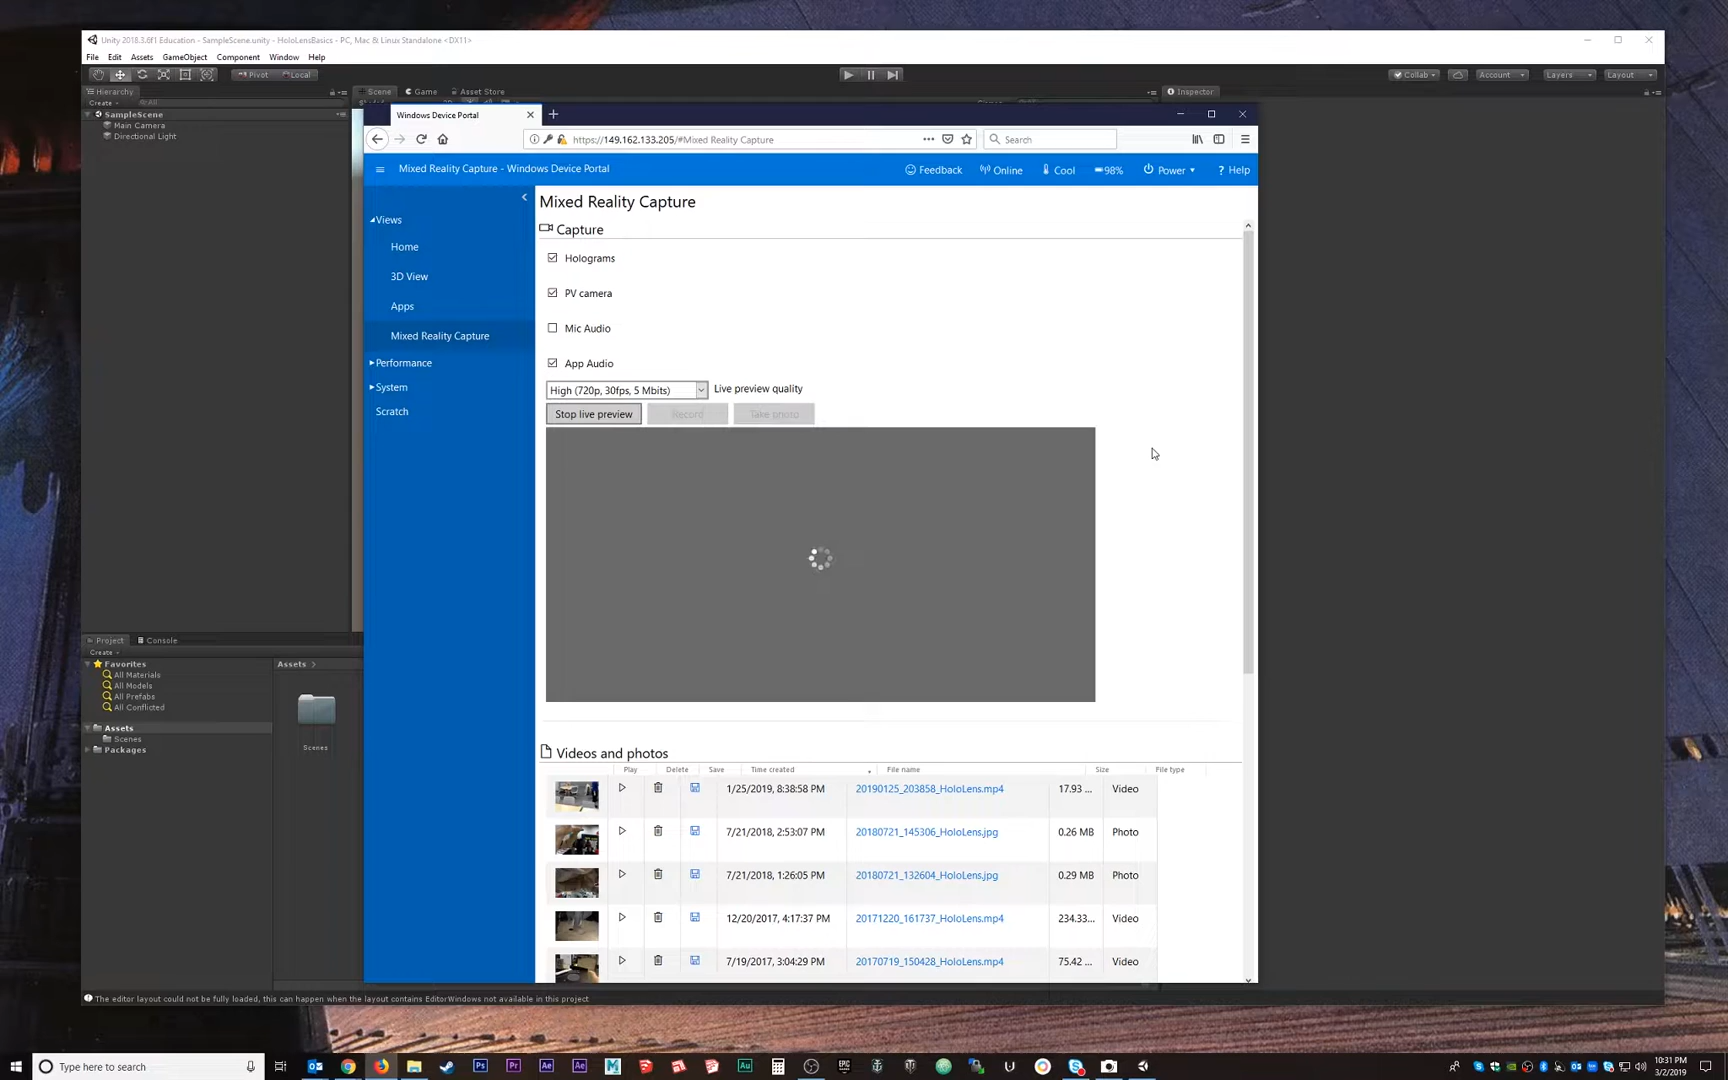 Unity 2018.3.6f1 Education - SampleScene.unity - HoloLensBasics - PC, Mac & Linux Standalone <DX11>
File Edit Assets GameObject Component Window Help
Pivot Local Collab Account Layers Layout
Hierarchy Scene Game Asset Store Inspector
Create All
SampleScene
Main Camera
Directional Light
Windows Device Portal
https://149.162.133.205/#Mixed Reality Capture Search
Mixed Reality Capture - Windows Device Portal Feedback Online Cool 98% Power ? Help
Views
Home
3D View
Apps
Mixed Reality Capture
Performance
System
Scratch
Mixed Reality Capture
Capture
Holograms
PV camera
Mic Audio
App Audio
High (720p, 30fps, 5 Mbits) Live preview quality
Stop live preview Record Take photo
Videos and photos
Play Delete Save Time created File name Size File type
1/25/2019, 8:38:58 PM 20190125_203858_HoloLens.mp4 17.93 ... Video
7/21/2018, 2:53:07 PM 20180721_145306_HoloLens.jpg 0.26 MB Photo
7/21/2018, 1:26:05 PM 20180721_132604_HoloLens.jpg 0.29 MB Photo
12/20/2017, 4:17:37 PM 20171220_161737_HoloLens.mp4 234.33... Video
7/19/2017, 3:04:29 PM 20170719_150428_HoloLens.mp4 75.42 ... Video
Project Console
Create
Favorites
All Materials
All Models
All Prefabs
All Conflicted
Assets
Scenes
Packages
Assets
Scenes
The editor layout could not be fully loaded, this can happen when the layout contains EditorWindows not available in this project
Type here to search
Ps Pr Ae Ae M Au EPIC
10:31 PM
3/2/2019